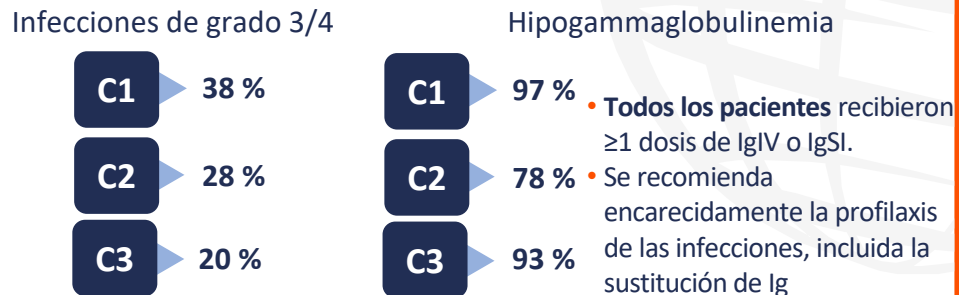 Infecciones de grado 3/4
C1 38 %
C2 28 %
C3 20 %
Hipogammaglobulinemia
C1 97 %
C2 78 %
C3 93 %
• Todos los pacientes recibieron
≥1 dosis de IgIV o IgSI.
• Se recomienda
encarecidamente la profilaxis
de las infecciones, incluida la
sustitución de Ig